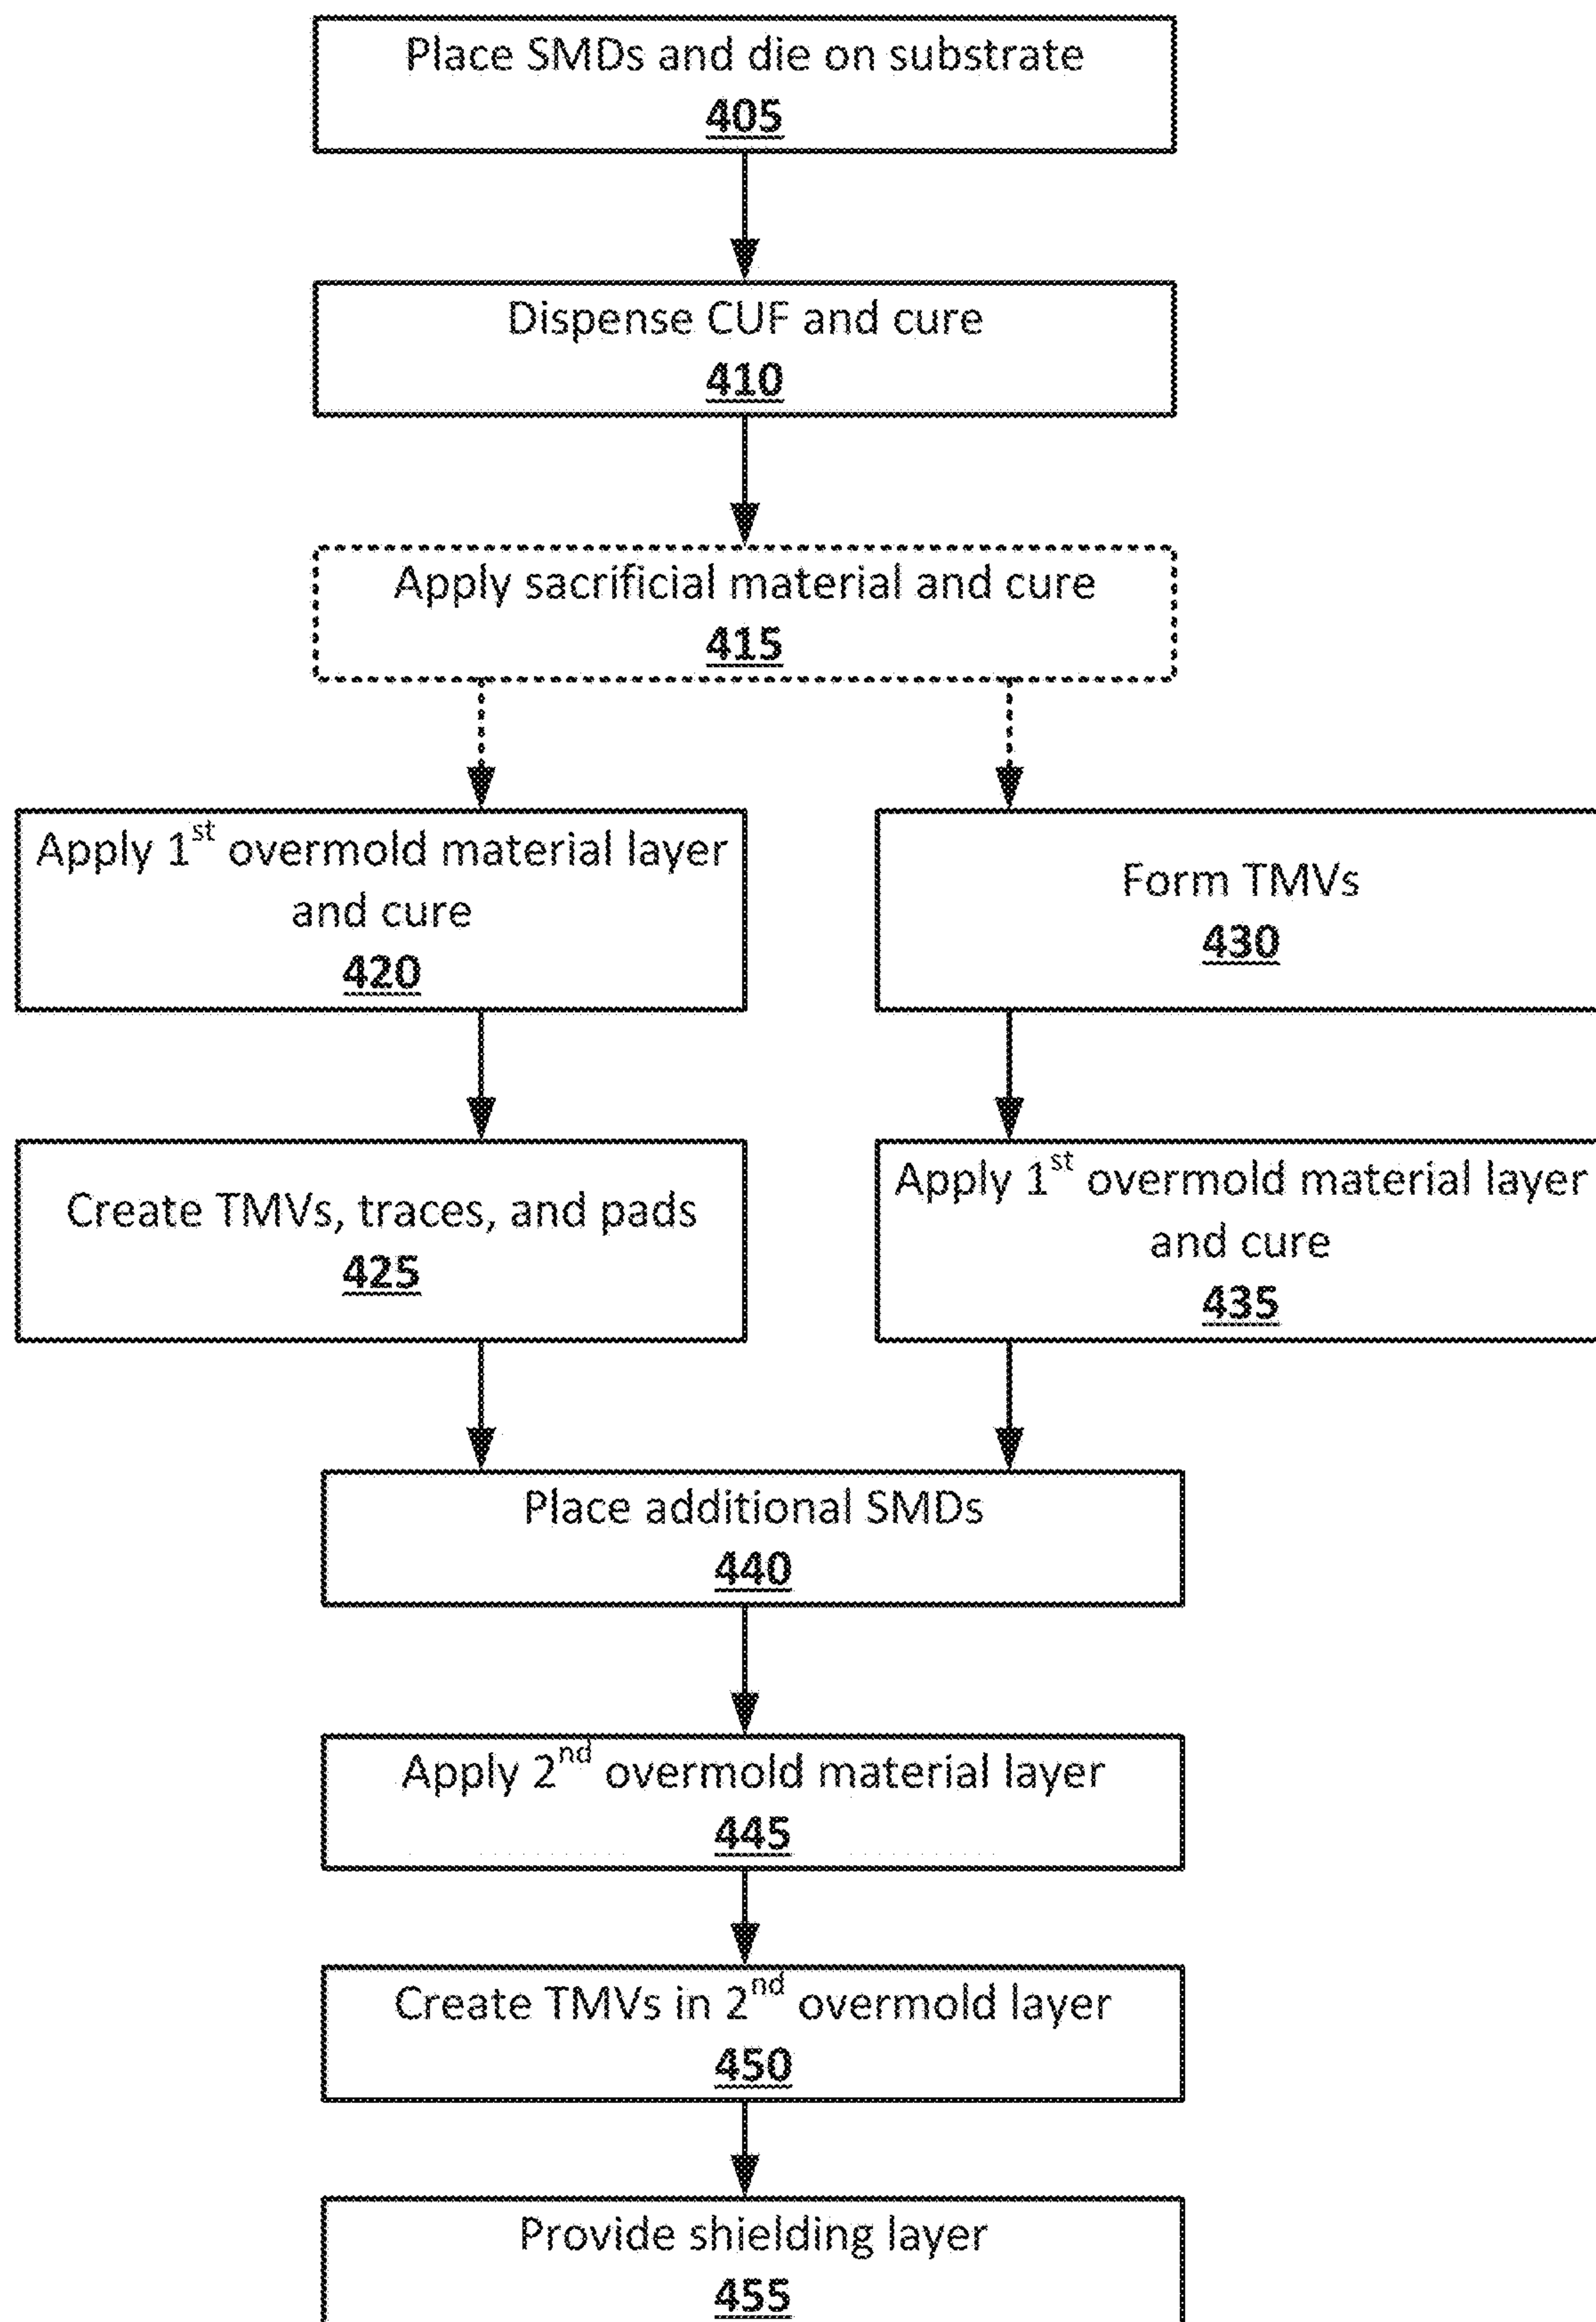 Place SMDs and die on substrate
405
Dispense CUF and cure
410
Apply sacrificial material and cure
415
Apply 1st overmold material layer
and cure
420
Form TMVs
430
Create TMVs, traces, and pads
425
Apply 1st overmold material layer
and cure
435
Place additional SMDs
440
Apply 2nd overmold material layer
445
Create TMVs in 2nd overmold layer
450
Provide shielding layer
455